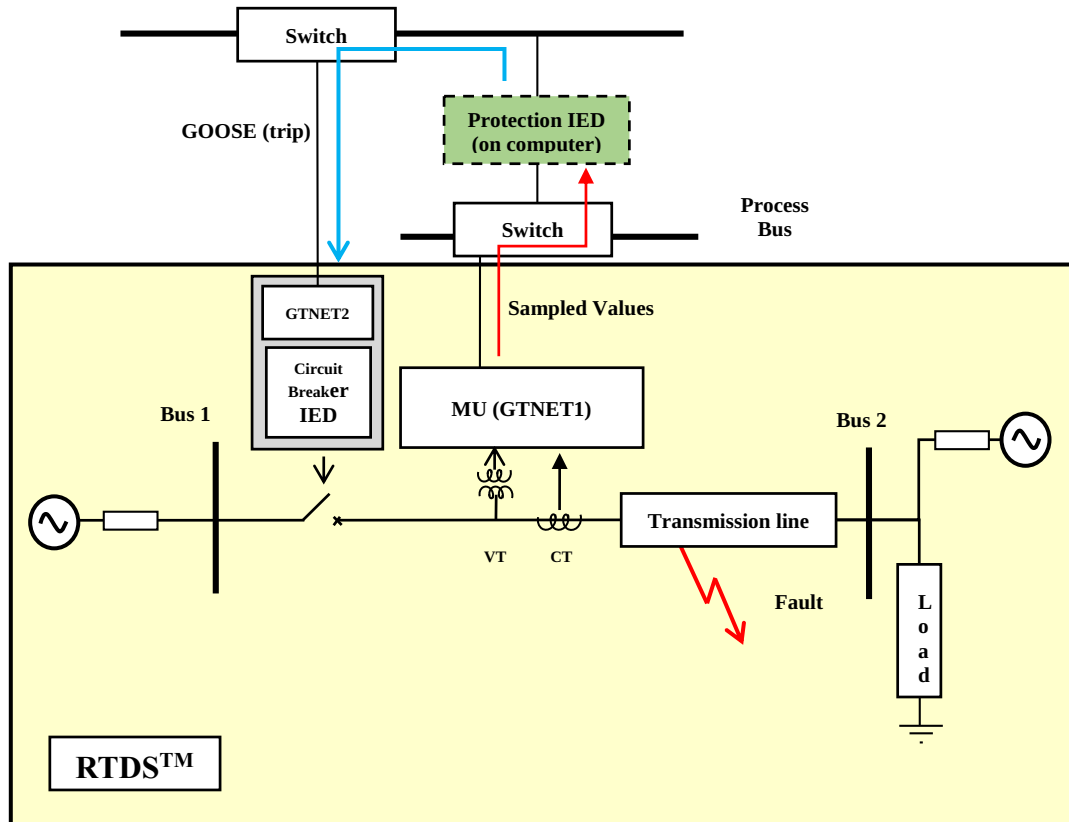 Switch
GOOSE (trip)
Protection IED
(on computer)
Process
Bus
Switch
Sampled Values
GTNET2
Circuit
Breaker
IED
MU (GTNET1)
Bus 1
Bus 2
Transmission line
VT
CT
Fault
L
o
a
d
RTDS™